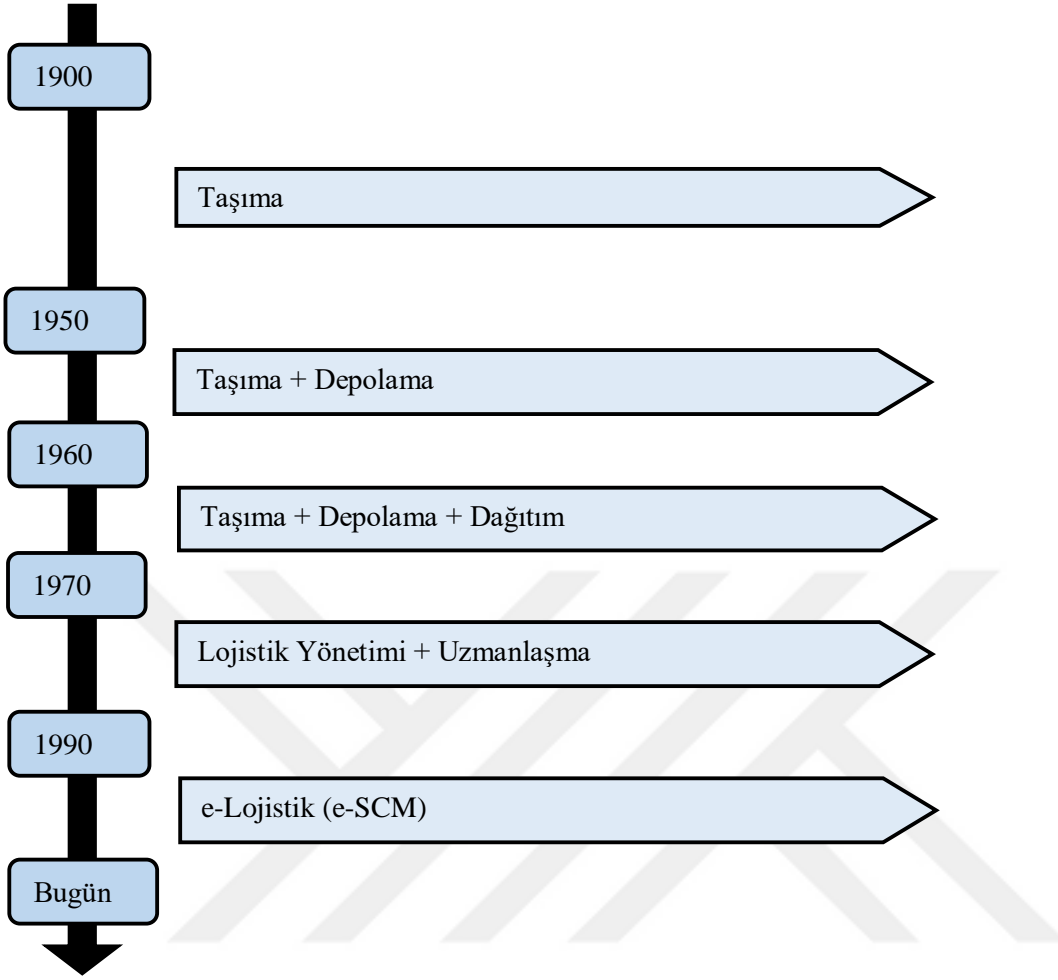 1900
Taşıma
1950
Taşıma + Depolama
1960
Taşıma + Depolama + Dağıtım
1970
Lojistik Yönetimi + Uzmanlaşma
1990
e-Lojistik (e-SCM)
Bugün